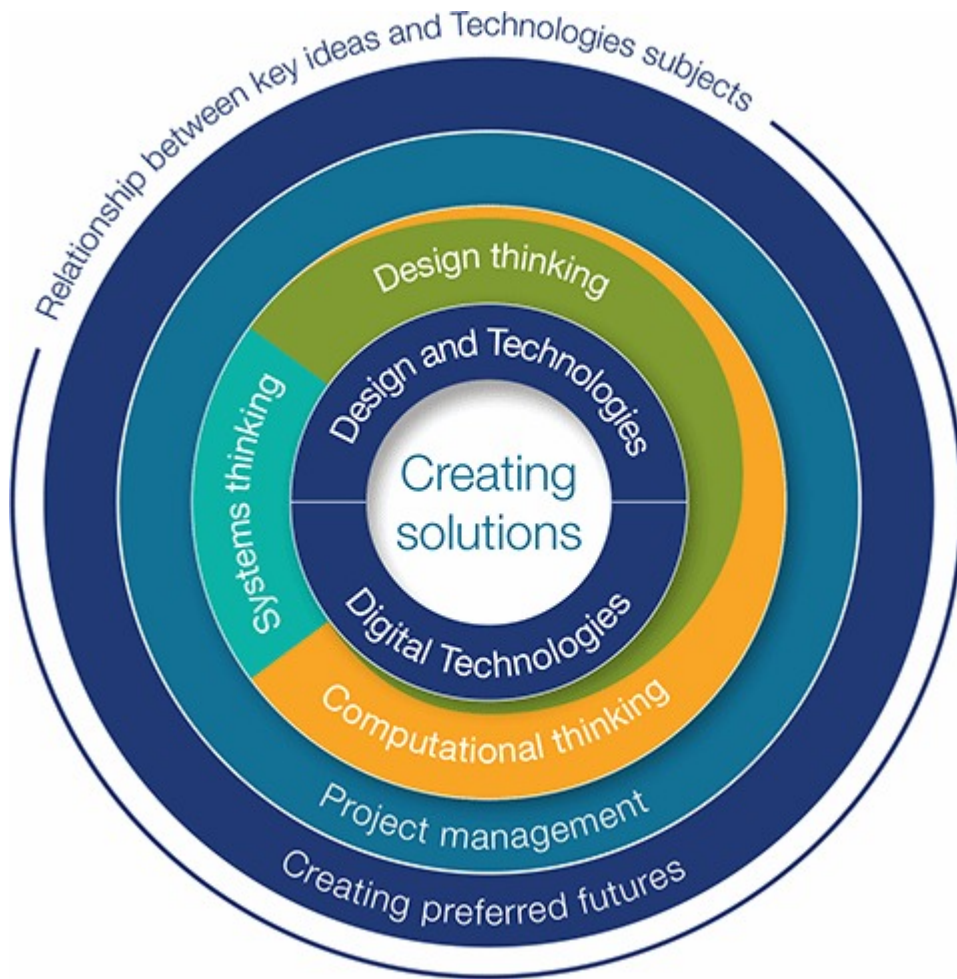 Relationship between key ideas and Technologies subjects
Design thinking
Design and Technologies
Systems thinking
Creating
solutions
Digital Technologies
Computational thinking
Project management
Creating preferred futures